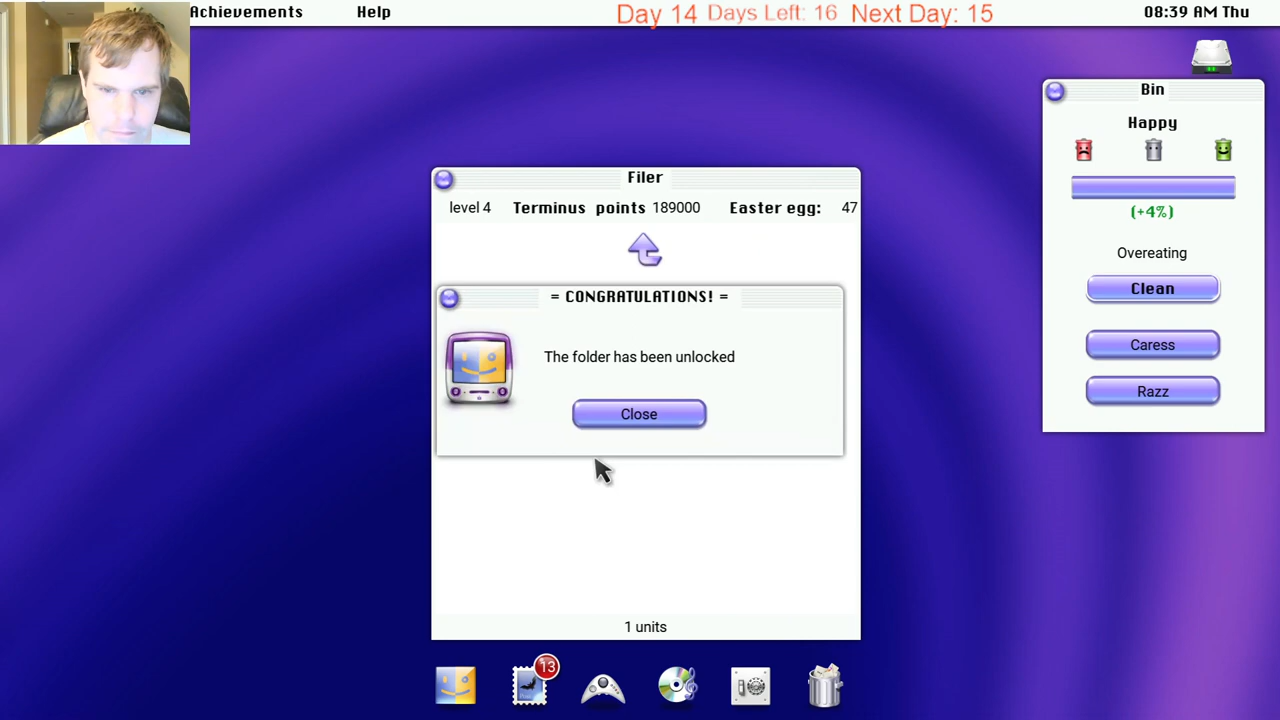 Achievements Help Day 14 Days Left: 16 Next Day: 15 08:39 AM Thu
Bin
Happy
(+4%)
Overeating
Clean
Caress
Razz
Filer
level 4 Terminus points 189000 Easter egg: 47
= CONGRATULATIONS! =
The folder has been unlocked
Close
1 units
13